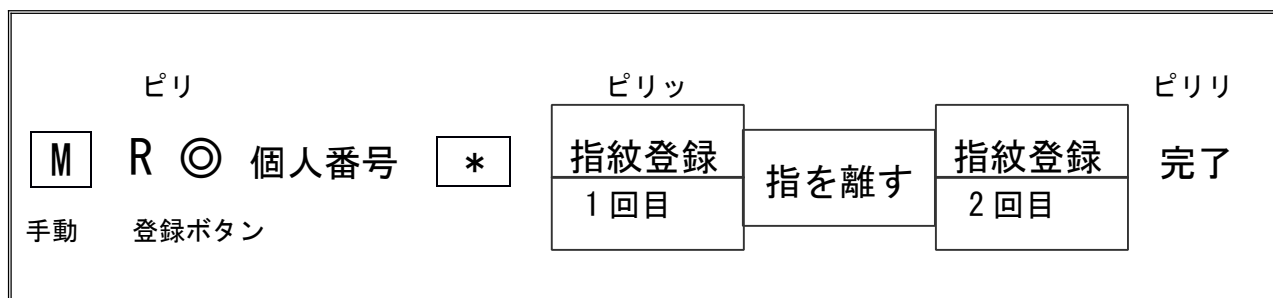 ピリ ピリッ ピリリ
M R ◎ 個人番号 * 指紋登録 指を離す 指紋登録 完了
1回目 2回目
手動 登録ボタン